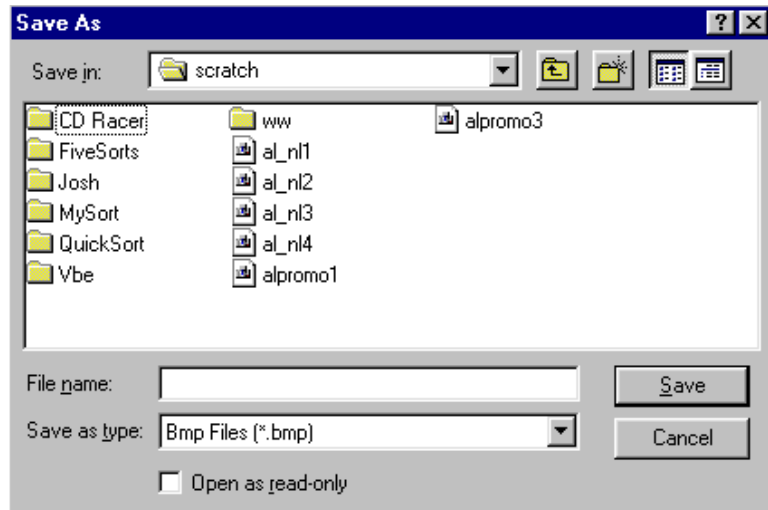 Save As
Save in: scratch
CD Racer ww alpromo3
FiveSorts al_nl1
Josh al_nl2
MySort al_nl3
QuickSort al_nl4
Vbe alpromo1
File name: Save
Save as type: Bmp Files (*.bmp) Cancel
Open as read-only